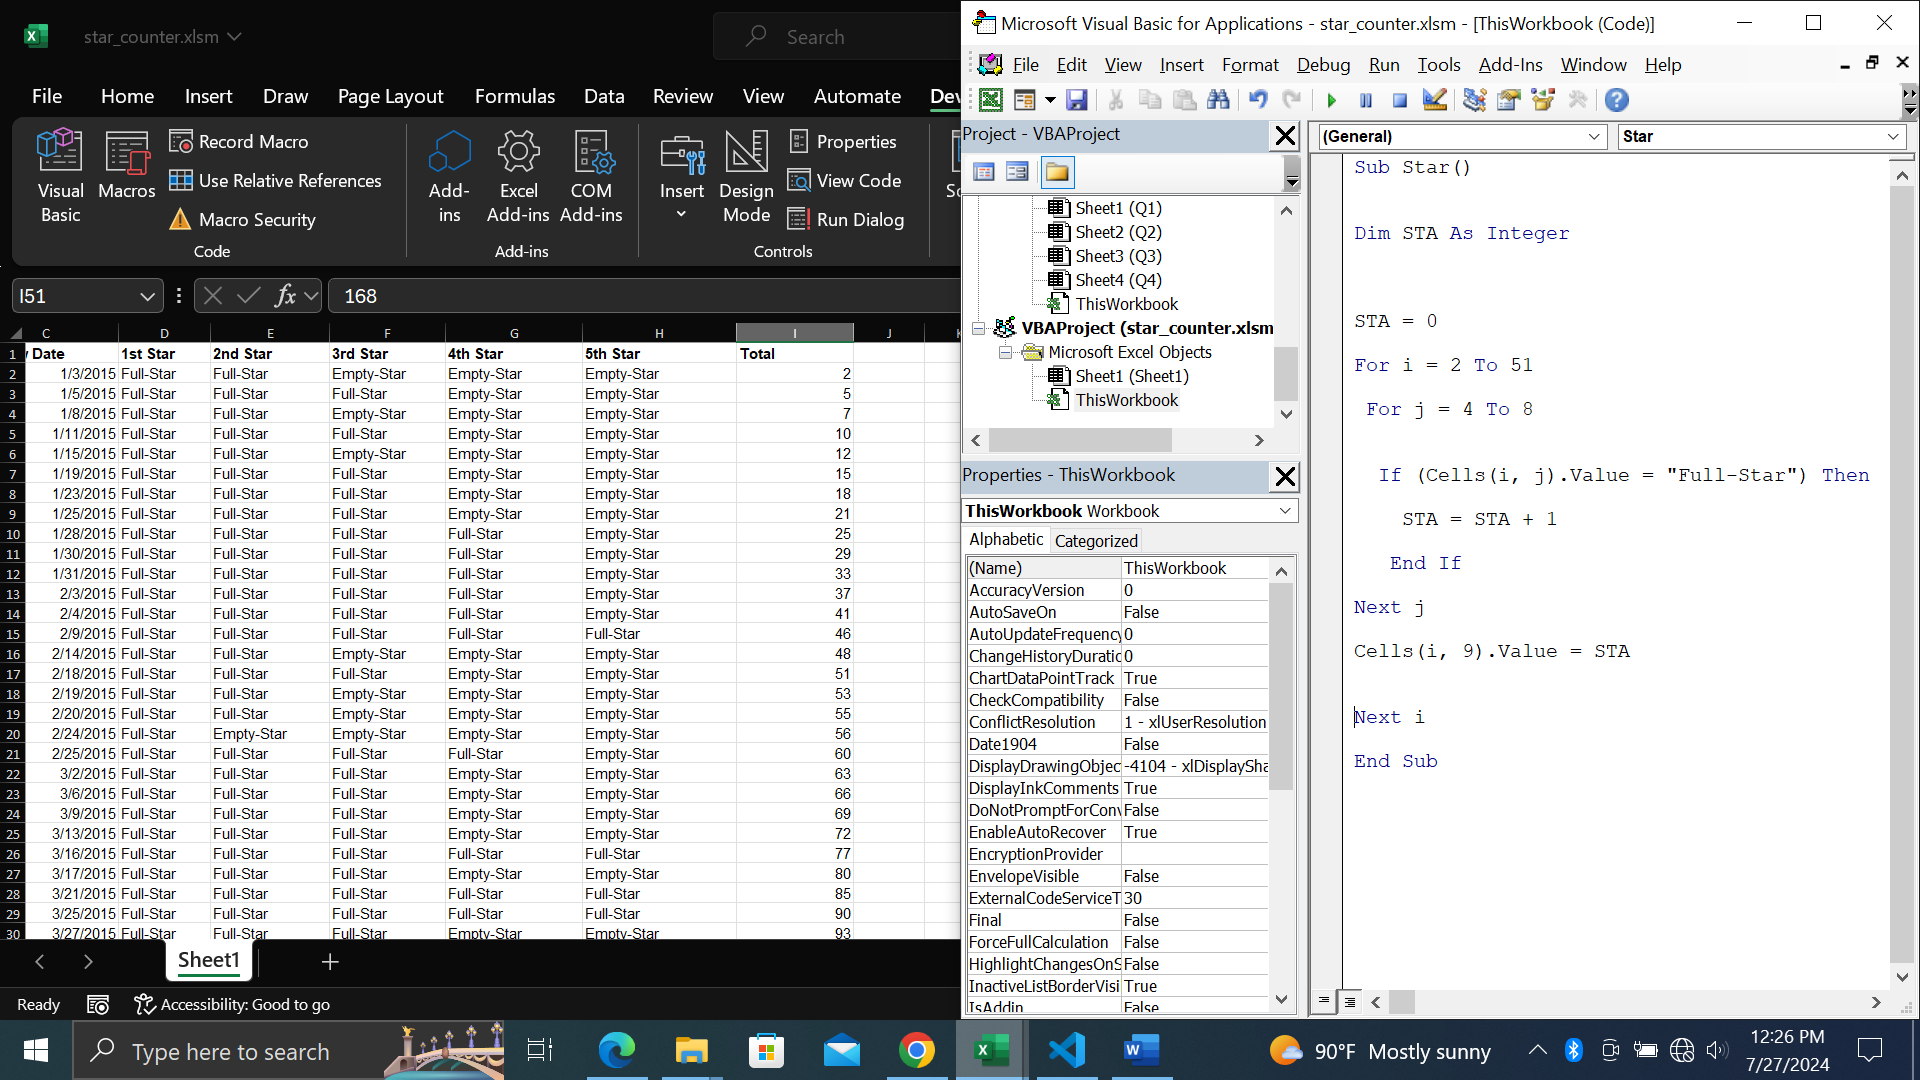 star_counter.xlsm
Search
File Home Insert Draw Page Layout Formulas Data Review View Automate
Visual Basic
Macros
Record Macro
Use Relative References
Macro Security
Code
Add-ins
Excel Add-ins
COM Add-ins
Add-ins
Insert
Design Mode
Properties
View Code
Run Dialog
Controls
I51
fx
168
C D E F G H I J
1 Date 1st Star 2nd Star 3rd Star 4th Star 5th Star Total
2 1/3/2015 Full-Star Full-Star Empty-Star Empty-Star Empty-Star 2
3 1/5/2015 Full-Star Full-Star Full-Star Empty-Star Empty-Star 5
4 1/8/2015 Full-Star Full-Star Empty-Star Empty-Star Empty-Star 7
5 1/11/2015 Full-Star Full-Star Full-Star Empty-Star Empty-Star 10
6 1/15/2015 Full-Star Full-Star Empty-Star Empty-Star Empty-Star 12
7 1/19/2015 Full-Star Full-Star Full-Star Empty-Star Empty-Star 15
8 1/23/2015 Full-Star Full-Star Full-Star Empty-Star Empty-Star 18
9 1/25/2015 Full-Star Full-Star Full-Star Empty-Star Empty-Star 21
10 1/28/2015 Full-Star Full-Star Full-Star Full-Star Empty-Star 25
11 1/30/2015 Full-Star Full-Star Full-Star Full-Star Empty-Star 29
12 1/31/2015 Full-Star Full-Star Full-Star Full-Star Empty-Star 33
13 2/3/2015 Full-Star Full-Star Full-Star Full-Star Empty-Star 37
14 2/4/2015 Full-Star Full-Star Full-Star Full-Star Empty-Star 41
15 2/9/2015 Full-Star Full-Star Full-Star Full-Star Full-Star 46
16 2/14/2015 Full-Star Full-Star Empty-Star Empty-Star Empty-Star 48
17 2/18/2015 Full-Star Full-Star Full-Star Empty-Star Empty-Star 51
18 2/19/2015 Full-Star Full-Star Empty-Star Empty-Star Empty-Star 53
19 2/20/2015 Full-Star Full-Star Empty-Star Empty-Star Empty-Star 55
20 2/24/2015 Full-Star Empty-Star Empty-Star Empty-Star Empty-Star 56
21 2/25/2015 Full-Star Full-Star Full-Star Full-Star Empty-Star 60
22 3/2/2015 Full-Star Full-Star Full-Star Empty-Star Empty-Star 63
23 3/6/2015 Full-Star Full-Star Full-Star Empty-Star Empty-Star 66
24 3/9/2015 Full-Star Full-Star Full-Star Empty-Star Empty-Star 69
25 3/13/2015 Full-Star Full-Star Full-Star Empty-Star Empty-Star 72
26 3/16/2015 Full-Star Full-Star Full-Star Full-Star Full-Star 77
27 3/17/2015 Full-Star Full-Star Full-Star Empty-Star Empty-Star 80
28 3/21/2015 Full-Star Full-Star Full-Star Full-Star Full-Star 85
29 3/25/2015 Full-Star Full-Star Full-Star Full-Star Full-Star 90
30 3/27/2015 Full-Star Full-Star Full-Star Empty-Star Empty-Star 93
Sheet1
Ready
Accessibility: Good to go
Microsoft Visual Basic for Applications - star_counter.xlsm - [ThisWorkbook (Code)]
File Edit View Insert Format Debug Run Tools Add-Ins Window Help
Project - VBAProject
Sheet1 (Q1)
Sheet2 (Q2)
Sheet3 (Q3)
Sheet4 (Q4)
ThisWorkbook
VBAProject (star_counter.xlsm
Microsoft Excel Objects
Sheet1 (Sheet1)
ThisWorkbook
Properties - ThisWorkbook
ThisWorkbook Workbook
Alphabetic Categorized
(Name) ThisWorkbook
AccuracyVersion 0
AutoSaveOn False
AutoUpdateFrequency 0
ChangeHistoryDuratic 0
ChartDataPointTrack True
CheckCompatibility False
ConflictResolution 1 - xlUserResolution
Date1904 False
DisplayDrawingObjec -4104 - xlDisplaySha
DisplayInkComments True
DoNotPromptForConv False
EnableAutoRecover True
EncryptionProvider
EnvelopeVisible False
ExternalCodeServiceT 30
Final False
ForceFullCalculation False
HighlightChangesOnS False
InactiveListBorderVisi True
IsAddin False
(General)
Star
Sub Star()
Dim STA As Integer
STA = 0
For i = 2 To 51
For j = 4 To 8
If (Cells(i, j).Value = "Full-Star") Then
STA = STA + 1
End If
Next j
Cells(i, 9).Value = STA
Next i
End Sub
Type here to search
90°F Mostly sunny
12:26 PM
7/27/2024